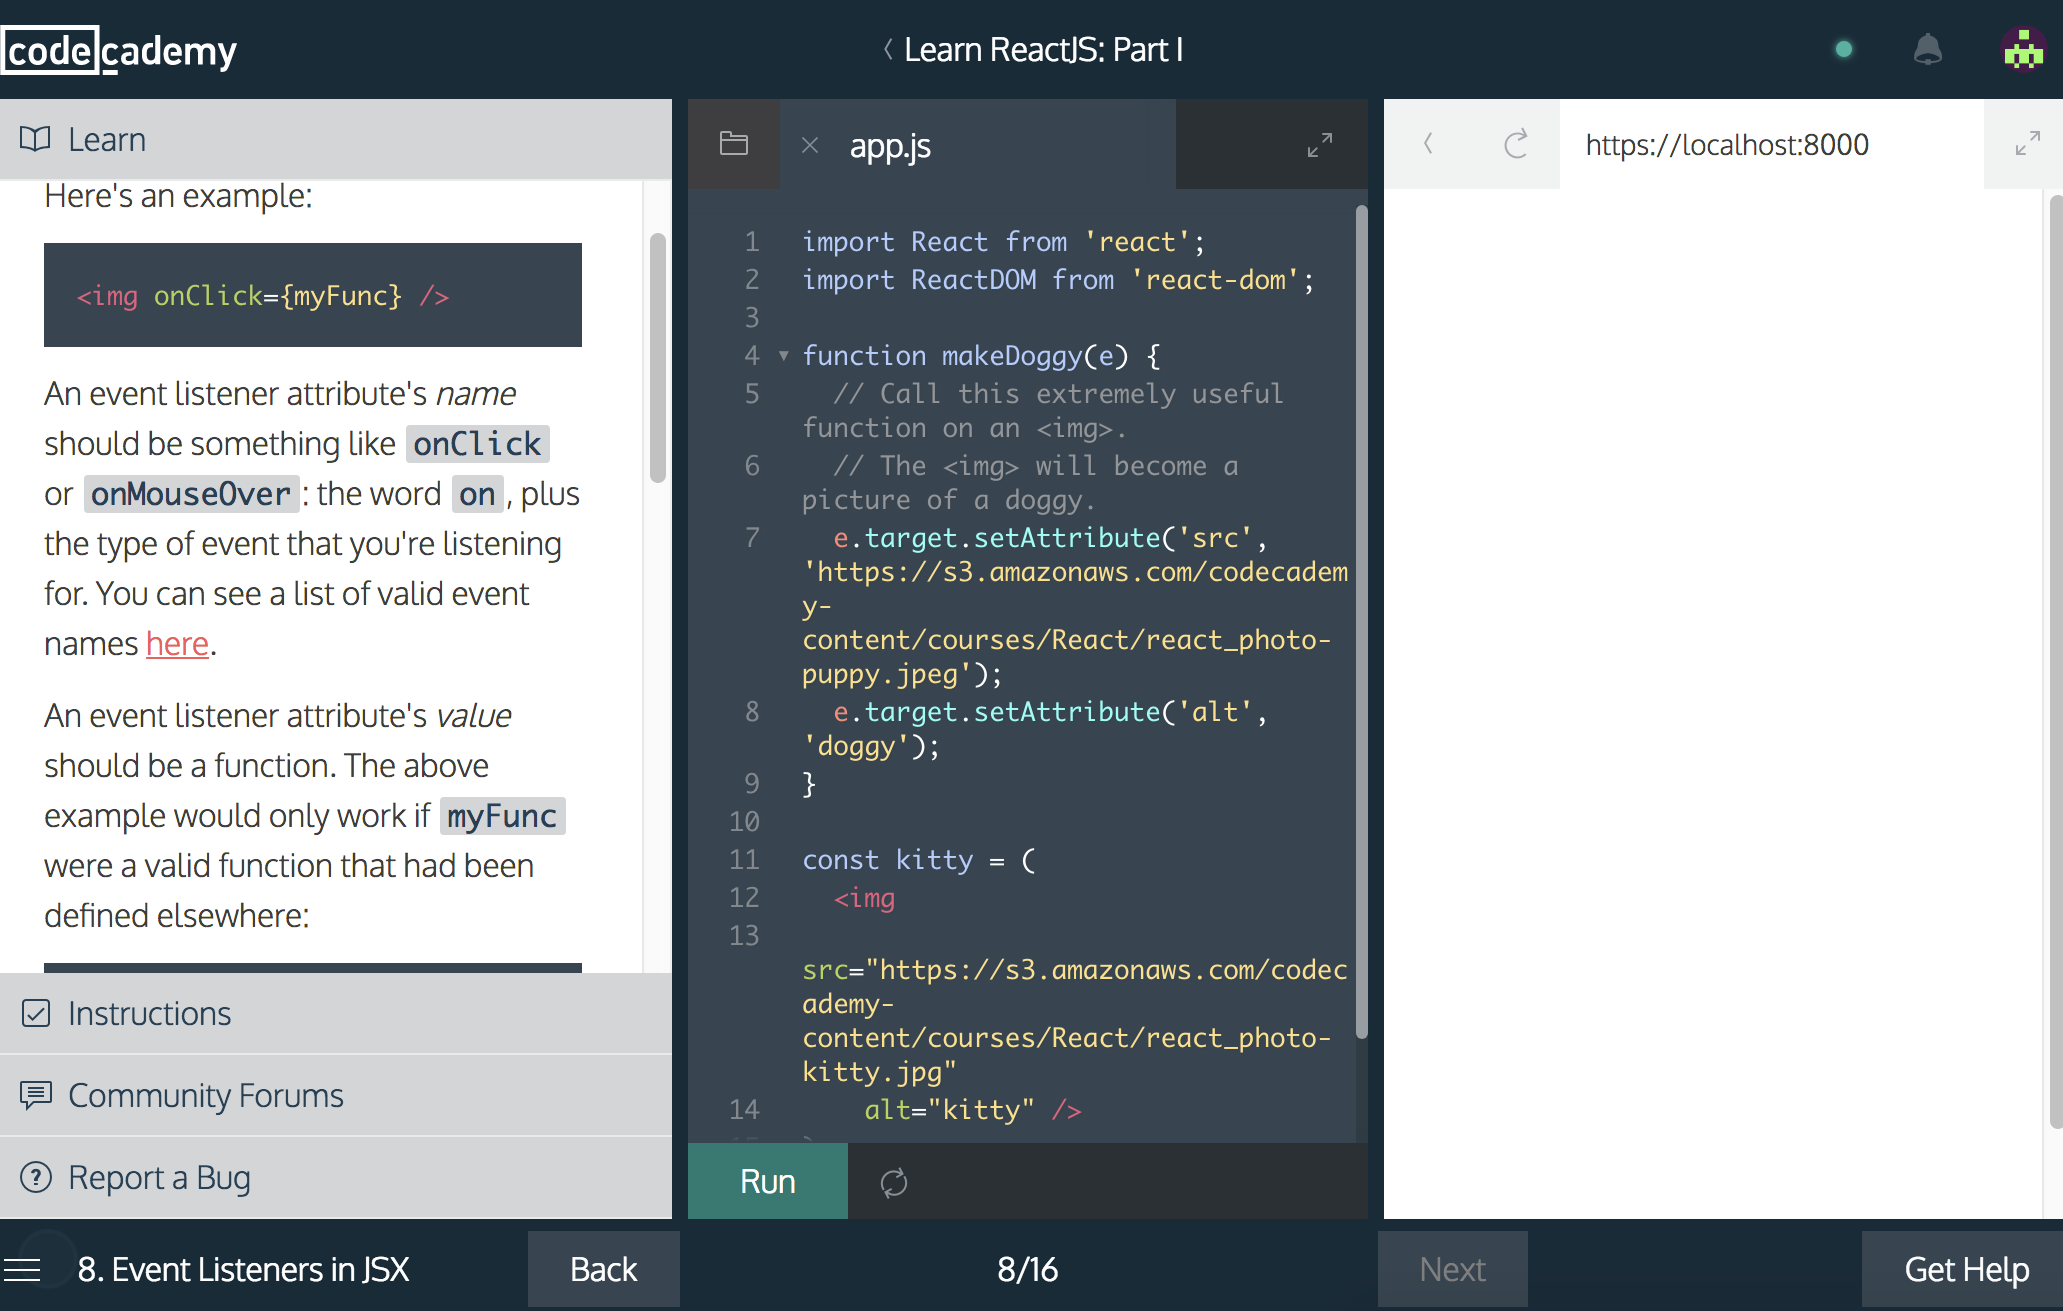 codecademy
Learn ReactJS: Part I
Learn
Here's an example:
<img onClick={myFunc} />
An event listener attribute's name
should be something like onClick
or onMouseOver: the word on, plus
the type of event that you're listening
for. You can see a list of valid event
names here.
An event listener attribute's value
should be a function. The above
example would only work if myFunc
were a valid function that had been
defined elsewhere:
Instructions
Community Forums
Report a Bug
app.js
1 import React from 'react';
2 import ReactDOM from 'react-dom';
3
4 function makeDoggy(e) {
5 // Call this extremely useful
function on an <img>.
6 // The <img> will become a
picture of a doggy.
7 e.target.setAttribute('src',
'https://s3.amazonaws.com/codecadem
y-
content/courses/React/react_photo-
puppy.jpeg');
8 e.target.setAttribute('alt',
'doggy');
9 }
10
11 const kitty = (
12 <img
13
src="https://s3.amazonaws.com/codec
ademy-
content/courses/React/react_photo-
kitty.jpg"
14 alt="kitty" />
Run
https://localhost:8000
8. Event Listeners in JSX
Back
8/16
Next
Get Help